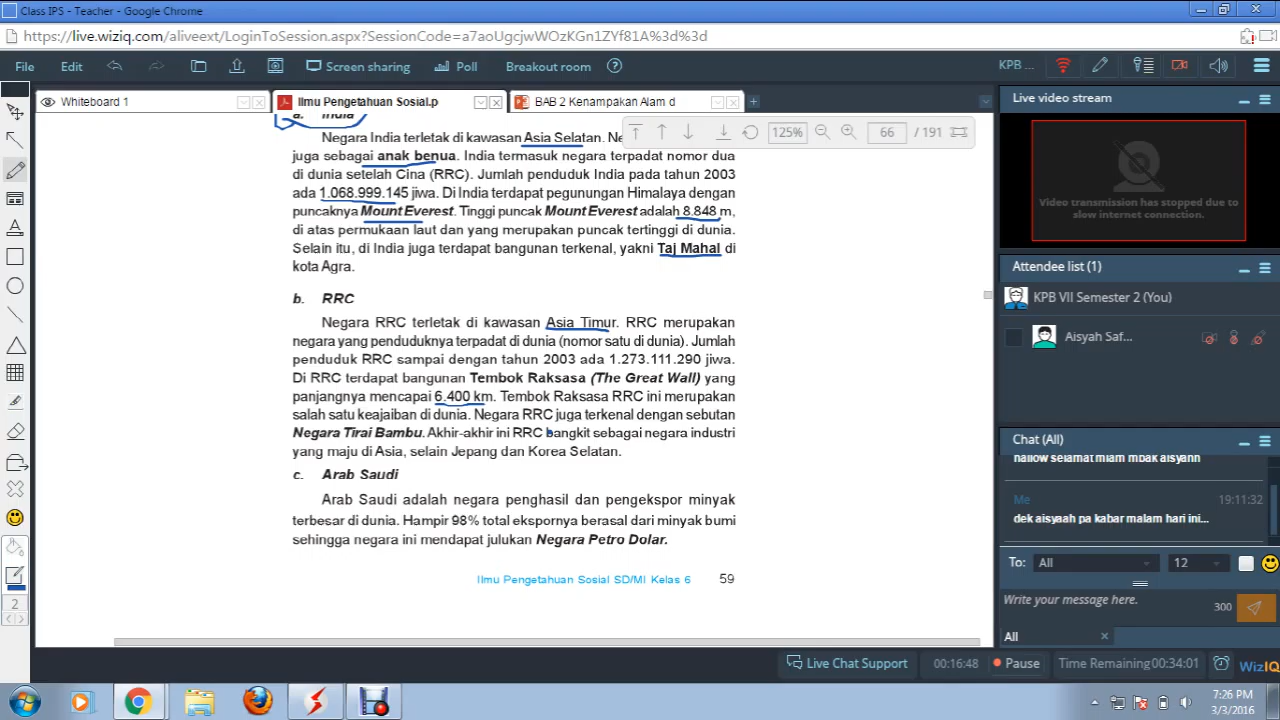 Class IPS - Teacher - Google Chrome
https://live.wiziq.com/aliveext/LoginToSession.aspx?SessionCode=a7aoUgcjwWOzKGn1ZYf81A%3d%3d
File Edit Screen sharing Poll Breakout room KPB ...
Whiteboard 1 Ilmu Pengetahuan Sosial.p BAB 2 Kenampakan Alam d
125% 66 / 191
a. India
Negara India terletak di kawasan Asia Selatan.
juga sebagai anak benua. India termasuk negara terpadat nomor dua
di dunia setelah Cina (RRC). Jumlah penduduk India pada tahun 2003
ada 1.068.999.145 jiwa. Di India terdapat pegunungan Himalaya dengan
puncaknya Mount Everest. Tinggi puncak Mount Everest adalah 8.848 m,
di atas permukaan laut dan yang merupakan puncak tertinggi di dunia.
Selain itu, di India juga terdapat bangunan terkenal, yakni Taj Mahal di
kota Agra.
b. RRC
Negara RRC terletak di kawasan Asia Timur. RRC merupakan
negara yang penduduknya terpadat di dunia (nomor satu di dunia). Jumlah
penduduk RRC sampai dengan tahun 2003 ada 1.273.111.290 jiwa.
Di RRC terdapat bangunan Tembok Raksasa (The Great Wall) yang
panjangnya mencapai 6.400 km. Tembok Raksasa RRC ini merupakan
salah satu keajaiban di dunia. Negara RRC juga terkenal dengan sebutan
Negara Tirai Bambu. Akhir-akhir ini RRC bangkit sebagai negara industri
yang maju di Asia, selain Jepang dan Korea Selatan.
c. Arab Saudi
Arab Saudi adalah negara penghasil dan pengekspor minyak
terbesar di dunia. Hampir 98% total ekspornya berasal dari minyak bumi
sehingga negara ini mendapat julukan Negara Petro Dolar.
Ilmu Pengetahuan Sosial SD/MI Kelas 6 59
2
Live video stream
Video transmission has stopped due to
slow internet connection.
Attendee list (1)
KPB VII Semester 2 (You)
Aisyah Saf...
Chat (All)
hallow selamat mlam mbak aisyahh
Me 19:11:32
dek aisyaah pa kabar malam hari ini...
To: All 12
Write your message here.
300
All
Live Chat Support 00:16:48 Pause Time Remaining 00:34:01 WizIQ
7:26 PM
3/3/2016